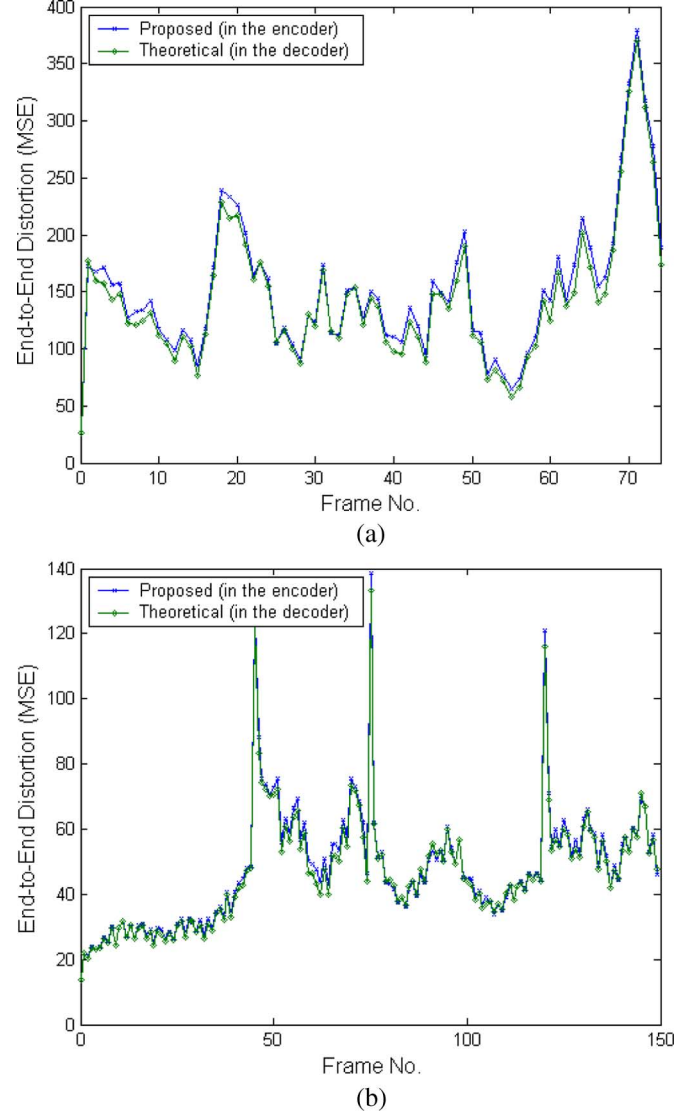 400
350
300
250
200
150
100
50
0
End-to-End Distortion (MSE)
Proposed (in the encoder)
Theoretical (in the decoder)
0 10 20 30 40 50 60 70
Frame No.
(a)
140
120
100
80
60
40
20
0
End-to-End Distortion (MSE)
Proposed (in the encoder)
Theoretical (in the decoder)
0 50 100 150
Frame No.
(b)